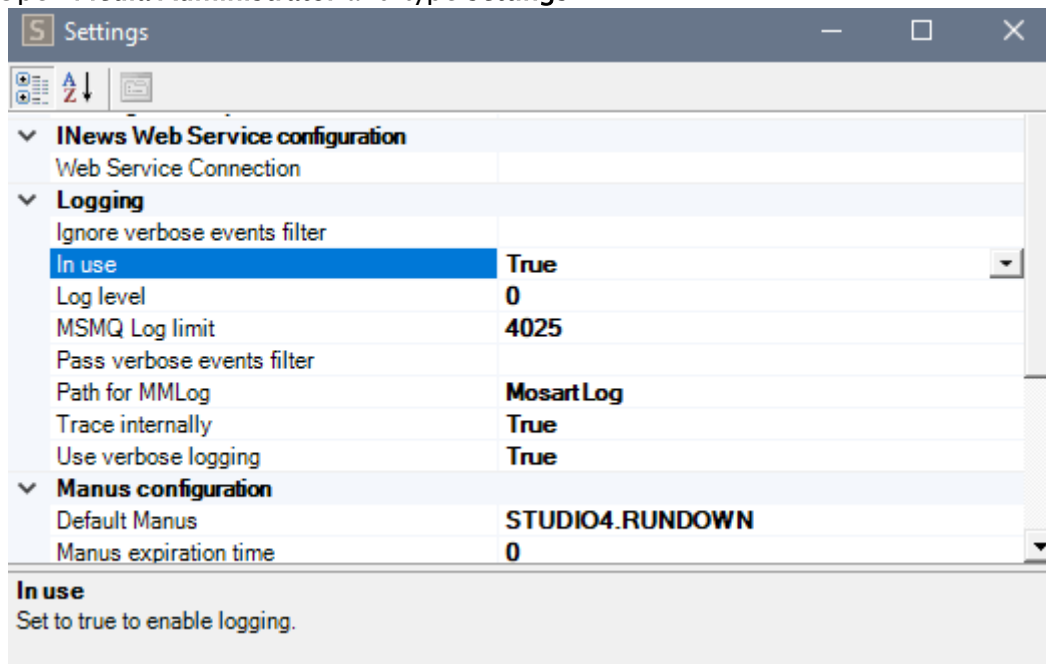 S Settings
INews Web Service configuration
Web Service Connection
Logging
Ignore verbose events filter
In use True
Log level 0
MSMQ Log limit 4025
Pass verbose events filter
Path for MMLog MosartLog
Trace internally True
Use verbose logging True
Manus configuration
Default Manus STUDIO4.RUNDOWN
Manus expiration time 0
In use
Set to true to enable logging.